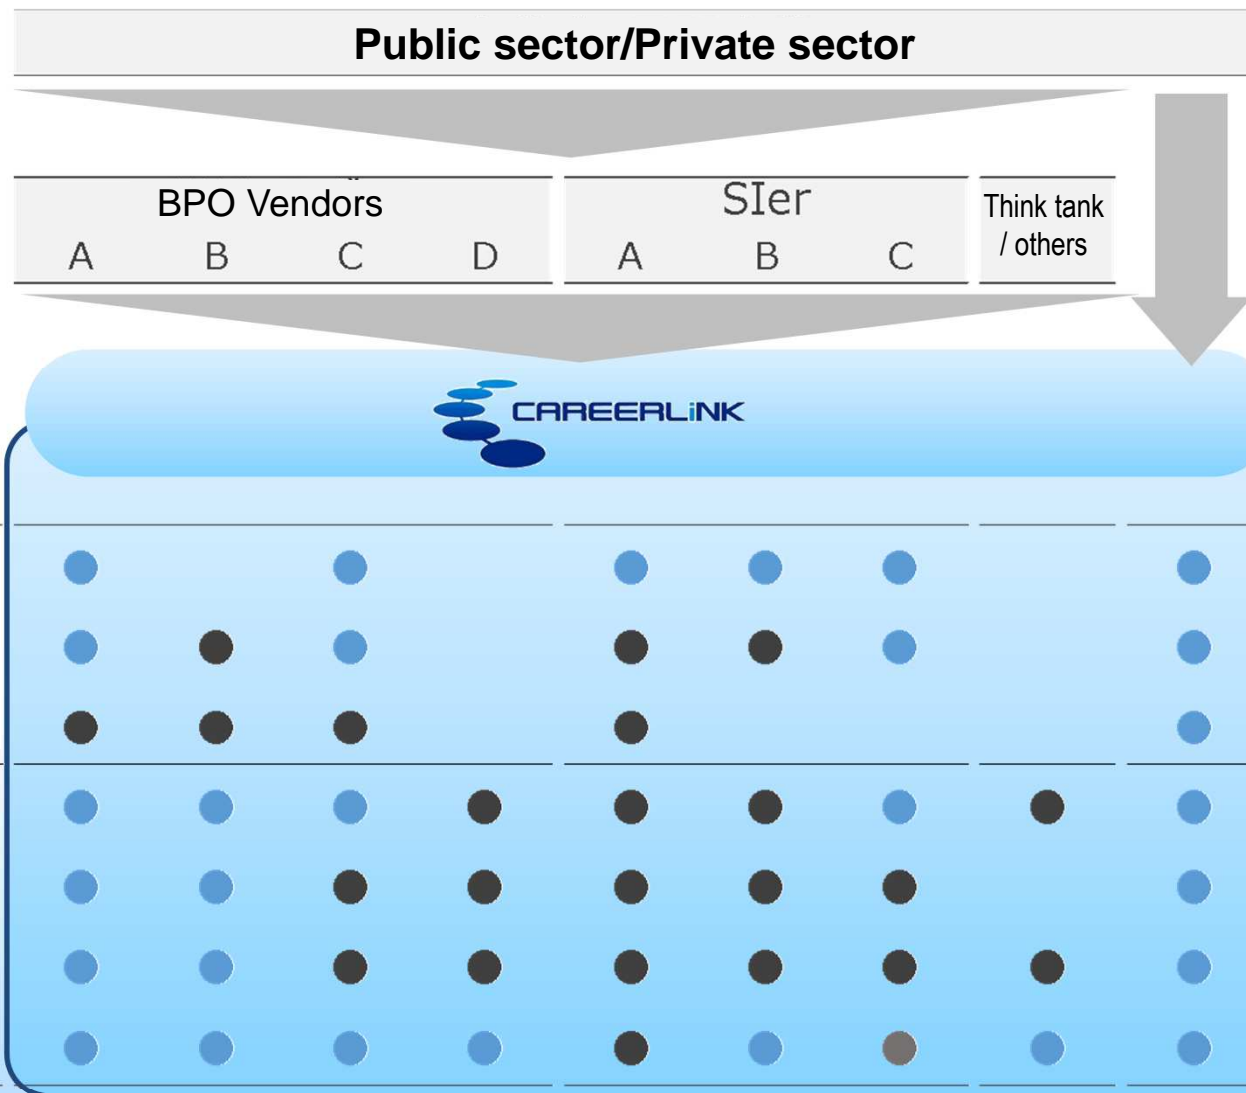 Public sector/Private sector
BPO Vendors
A B C D
SIer
A B C
Think tank
/ others
CAREERLiNK